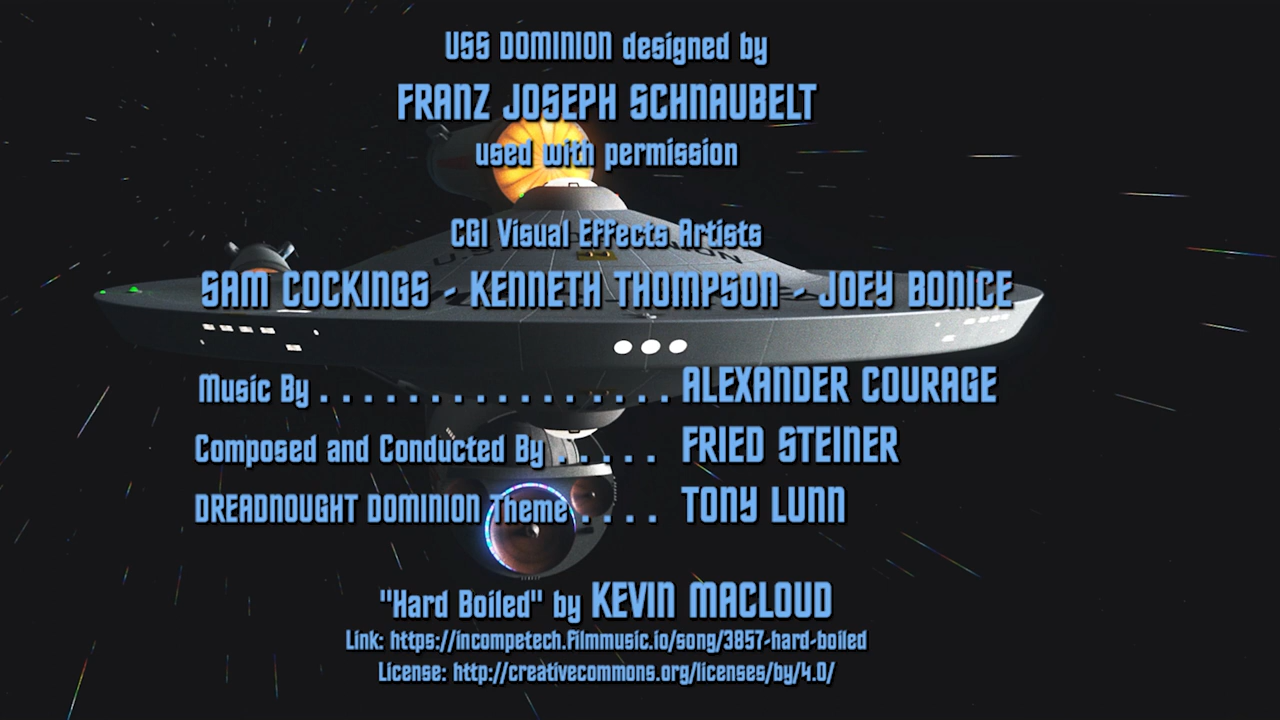 USS DOMINION designed by
FRANZ JOSEPH SCHNAUBELT
used with permission
CGI Visual Effects Artists
SAM COCKINGS - KENNETH THOMPSON - JOEY BONICE
Music By . . . . . . . . . . . . . . . . ALEXANDER COURAGE
Composed and Conducted By . . . . . FRIED STEINER
DREADNOUGHT DOMINION Theme . . . . TONY LUNN
"Hard Boiled" by KEVIN MACLOUD
Link: https://incompetech.filmmusic.io/song/3857-hard-boiled
License: http://creativecommons.org/licenses/by/4.0/